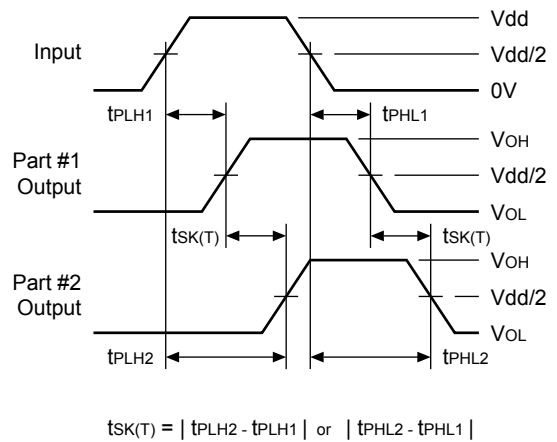 Vdd
Input
Vdd/2
0V
tPLH1
tPHL1
VOH
Part #1
Output
Vdd/2
VOL
tSK(T)
tSK(T)
VOH
Part #2
Output
Vdd/2
VOL
tPLH2
tPHL2
tSK(T) = | tPLH2 - tPLH1 | or | tPHL2 - tPHL1 |